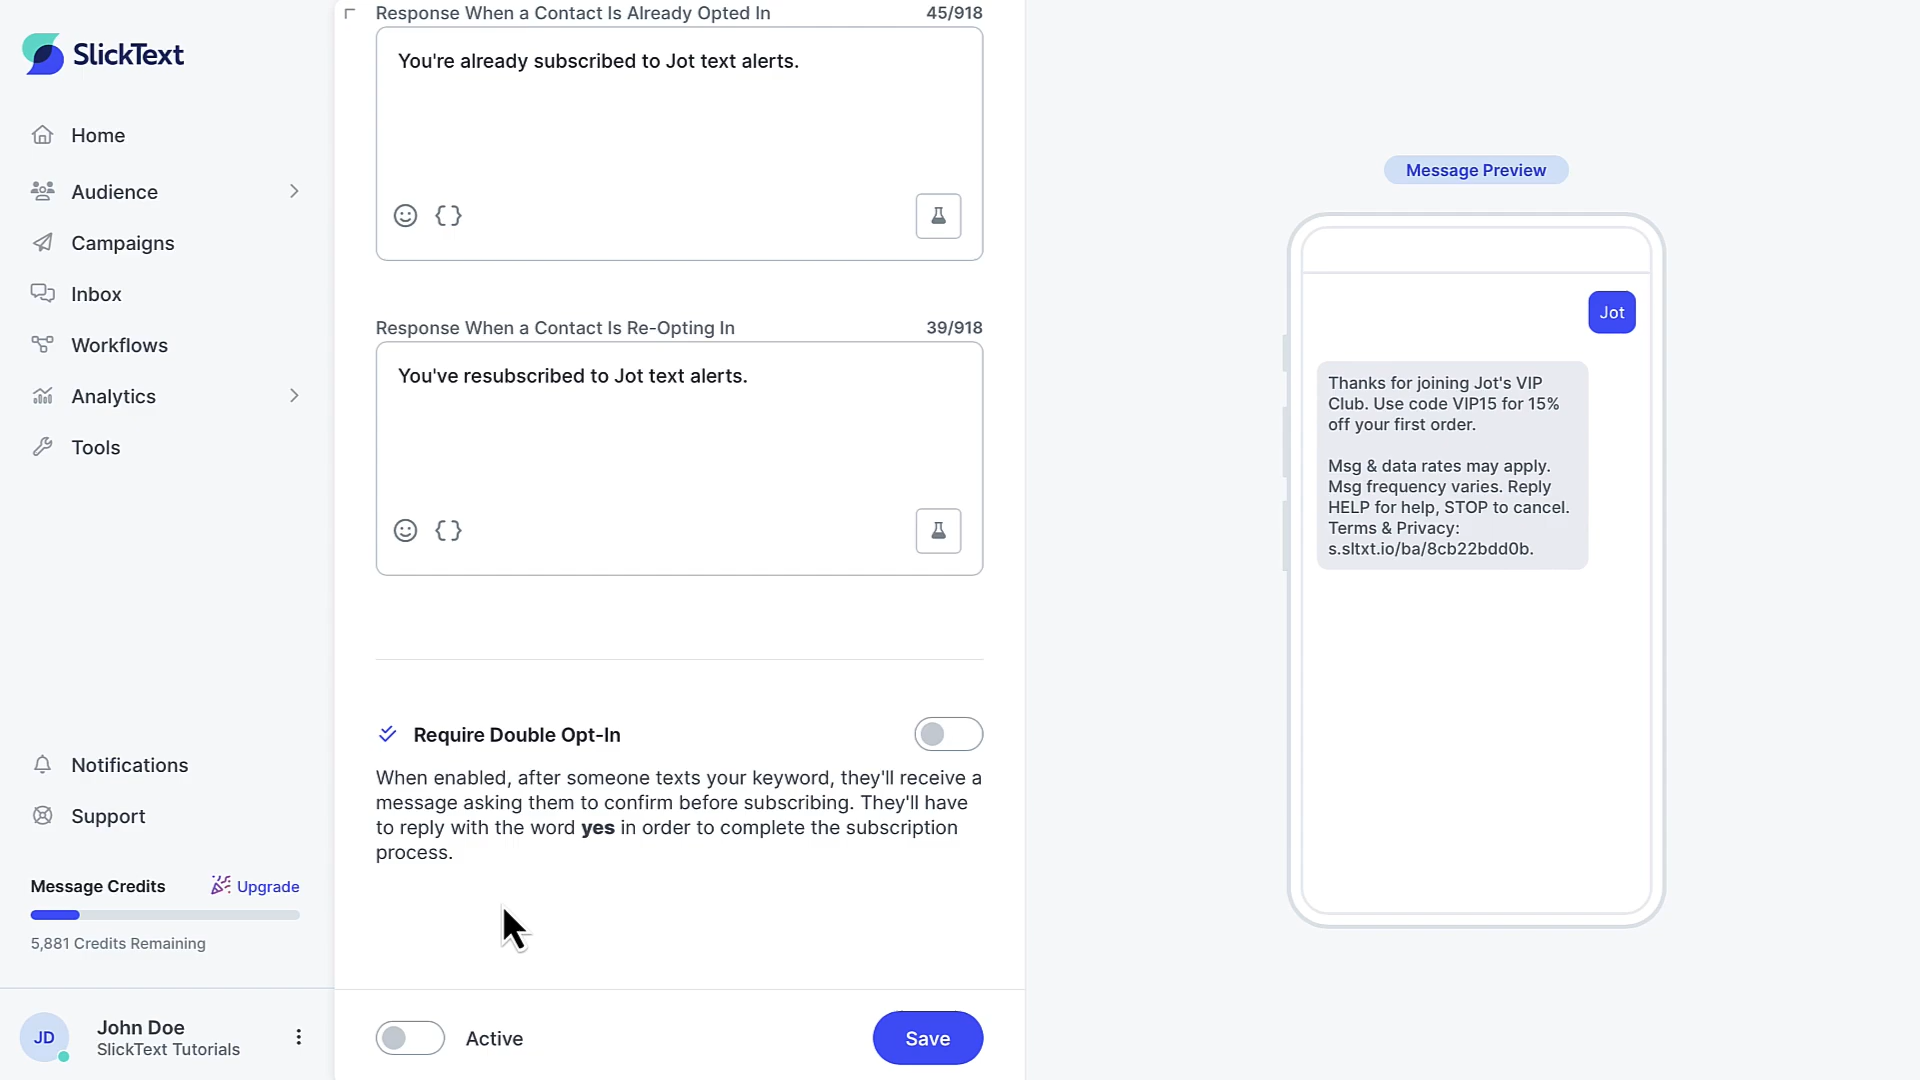 SlickText
Home
Audience
Campaigns
Inbox
Workflows
Analytics
Tools
Notifications
Support
Message Credits
Upgrade
5,881 Credits Remaining
JD
John Doe
SlickText Tutorials
Response When a Contact Is Already Opted In
45/918
You're already subscribed to Jot text alerts.
Response When a Contact Is Re-Opting In
39/918
You've resubscribed to Jot text alerts.
Require Double Opt-In
When enabled, after someone texts your keyword, they'll receive a
message asking them to confirm before subscribing. They'll have
to reply with the word yes in order to complete the subscription
process.
Active
Save
Message Preview
Jot
Thanks for joining Jot's VIP
Club. Use code VIP15 for 15%
off your first order.
Msg & data rates may apply.
Msg frequency varies. Reply
HELP for help, STOP to cancel.
Terms & Privacy:
s.sltxt.io/ba/8cb22bdd0b.